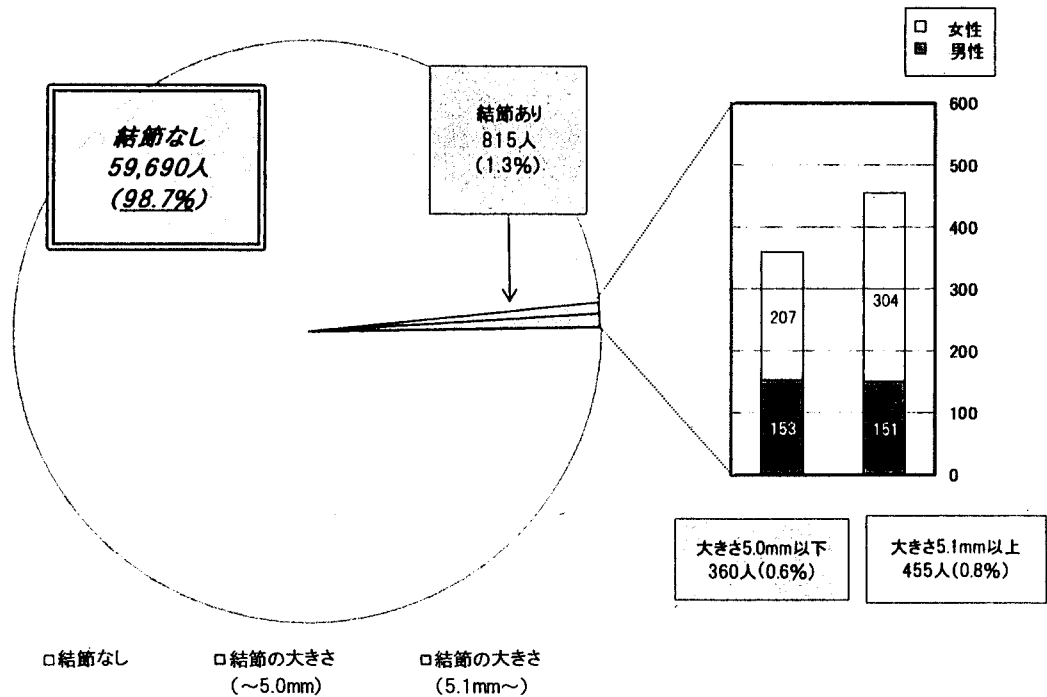 □ 女性
■ 男性
結節なし
59,690人
(98.7%)
結節あり
815人
(1.3%)
600
500
400
300
200
100
0
207
304
153
151
大きさ5.0mm以下
360人(0.6%)
大きさ5.1mm以上
455人(0.8%)
□結節なし
□結節の大きさ
(～5.0mm)
□結節の大きさ
(5.1mm～)